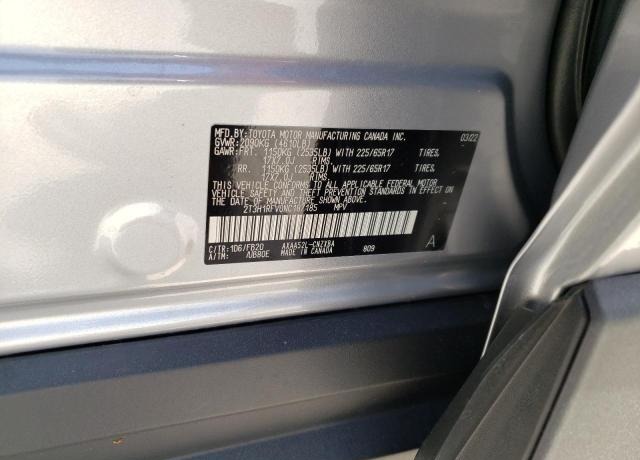 MFD.BY:TOYOTA MOTOR MANUFACTURING CANADA INC. 03/22
GVWR:2090KG (4610LB)
GAWR:FRT. 1150KG (2535LB) WITH 225/65R17 TIRES,
17X7.0J RIMS,
RR. 1150KG (2535LB) WITH 225/65R17 TIRES,
17X7.0J RIMS,
THIS VEHICLE CONFORMS TO ALL APPLICABLE FEDERAL MOTOR
VEHICLE SAFETY AND BUMPER STANDARDS IN EFFECT ON THE
DATE OF MANUFACTURE SHOWN ABOVE.
MPV
C/TR:1D6/FB20 AXAA52L-CNZXBA
A/TM: /UB80E MADE IN CANADA 809 A